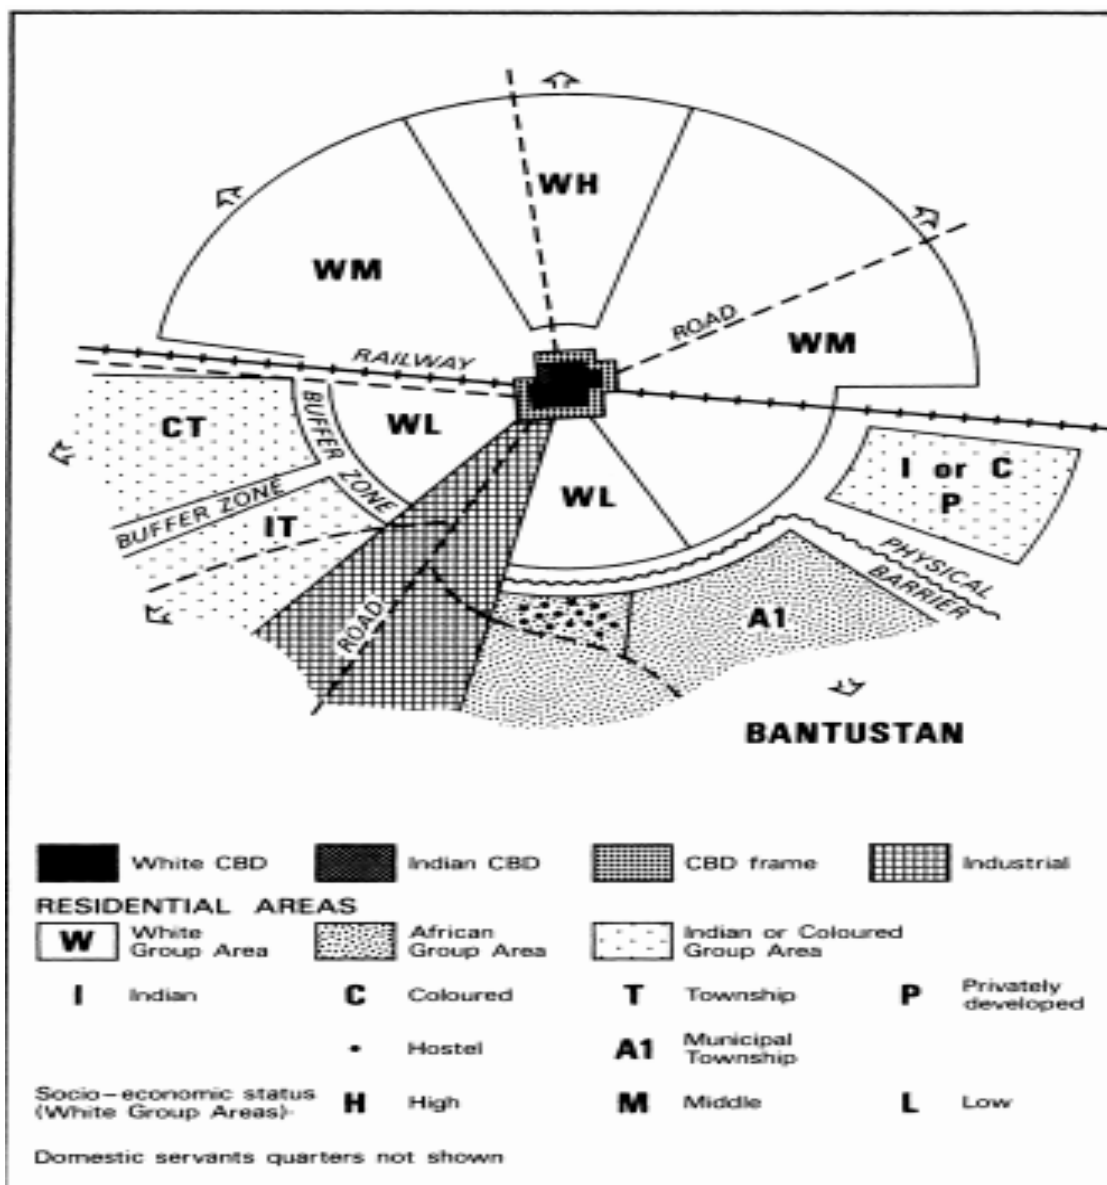 WH
WM
ROAD
WM
RAILWAY
CT
BUFFER ZONE
WL
I or C
P
WL
BUFFER ZONE
IT
PHYSICAL
BARRIER
ROAD
A1
BANTUSTAN
White CBD
Indian CBD
CBD frame
Industrial
RESIDENTIAL AREAS
W White
Group Area
African
Group Area
Indian or Coloured
Group Area
I Indian
C Coloured
T Township
P Privately
developed
• Hostel
A1 Municipal
Township
Socio-economic status
(White Group Areas)-
H High
M Middle
L Low
Domestic servants quarters not shown